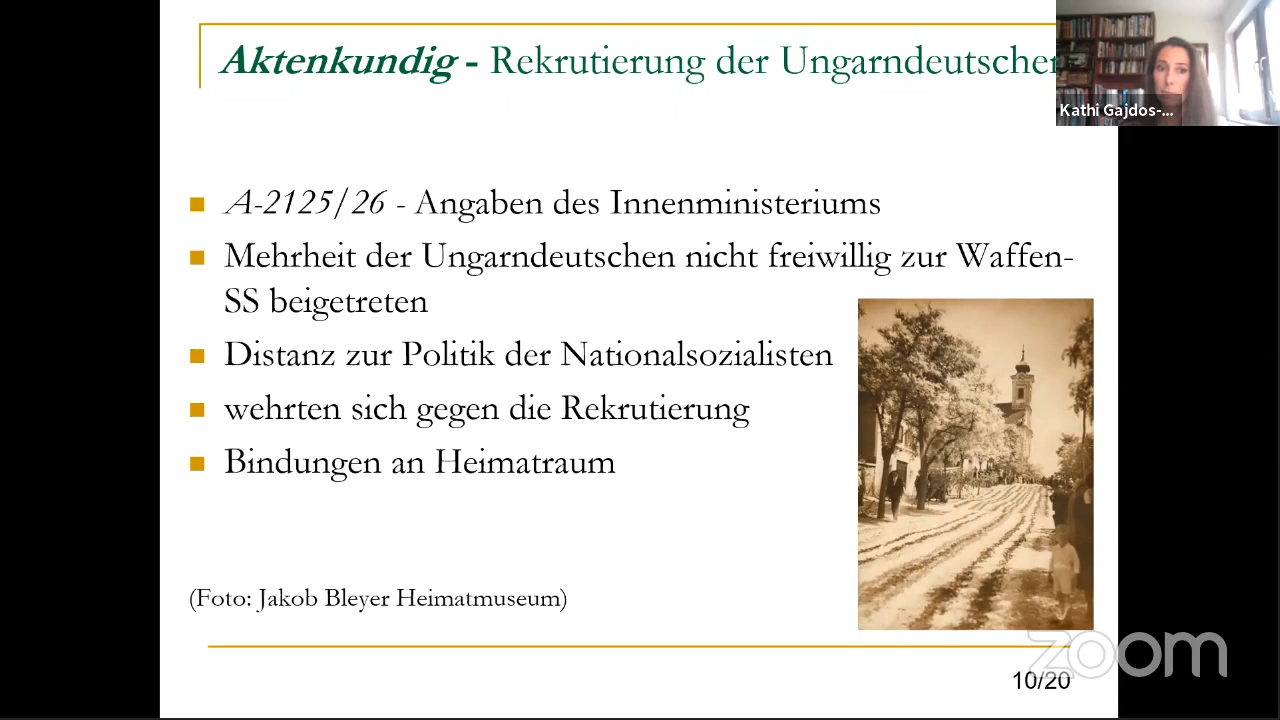 Aktenkundig - Rekrutierung der Ungarndeutschen
Kathi Gajdos-...
A-2125/26 - Angaben des Innenministeriums
Mehrheit der Ungarndeutschen nicht freiwillig zur Waffen-
SS beigetreten
Distanz zur Politik der Nationalsozialisten
wehrten sich gegen die Rekrutierung
Bindungen an Heimatraum
(Foto: Jakob Bleyer Heimatmuseum)
zoom
10/20